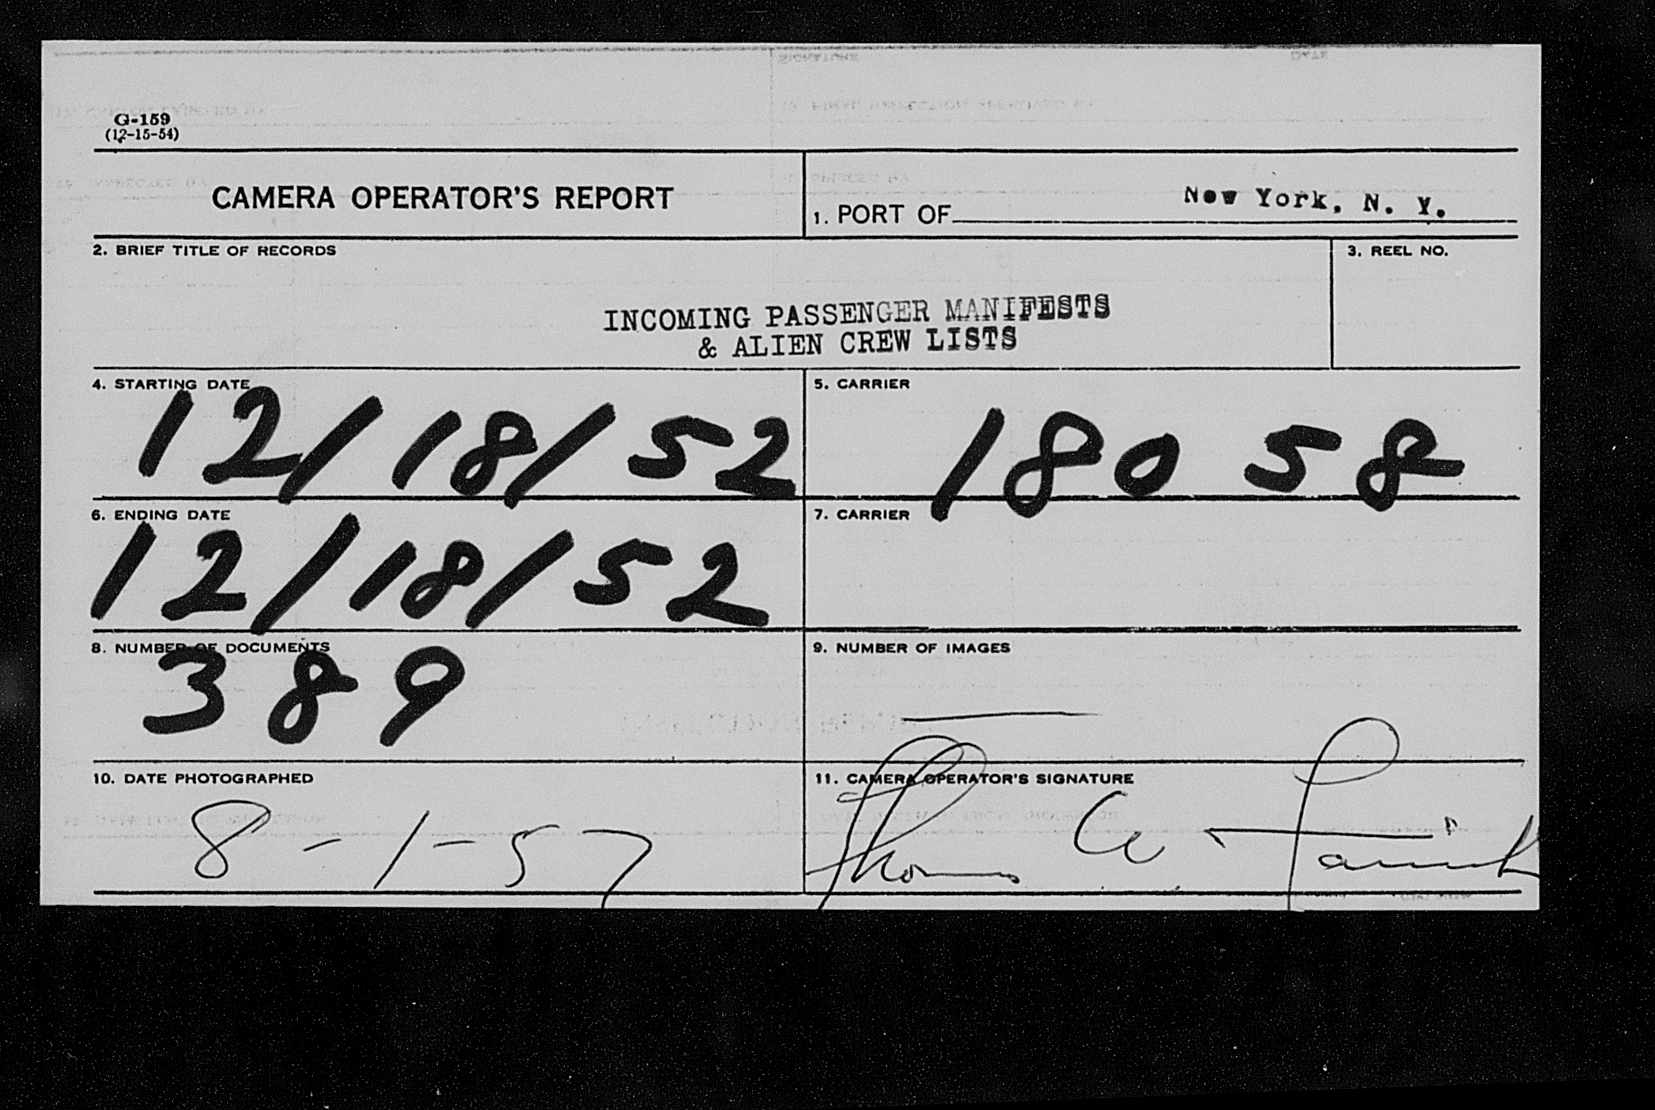 G-159
(12-15-54)
CAMERA OPERATOR'S REPORT
1. PORT OF New York, N. Y.
2. BRIEF TITLE OF RECORDS
3. REEL NO.
INCOMING PASSENGER MANIFESTS
& ALIEN CREW LISTS
4. STARTING DATE
12/18/52
5. CARRIER
18058
6. ENDING DATE
12/18/52
7. CARRIER
8. NUMBER OF DOCUMENTS
389
9. NUMBER OF IMAGES
—
10. DATE PHOTOGRAPHED
8-1-57
11. CAMERA OPERATOR'S SIGNATURE
Thomas